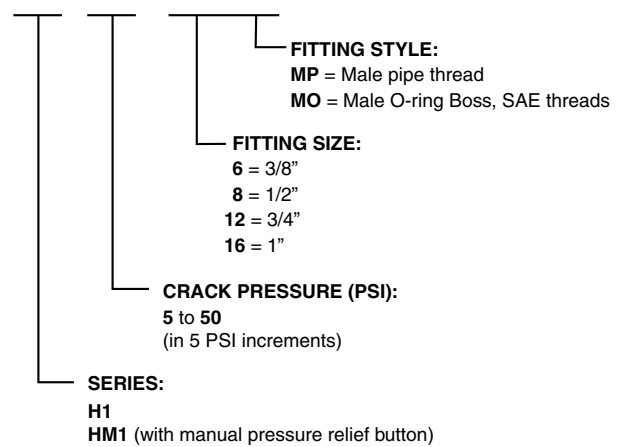 FITTING STYLE:
MP = Male pipe thread
MO = Male O-ring Boss, SAE threads
FITTING SIZE:
6 = 3/8”
8 = 1/2”
12 = 3/4”
16 = 1”
CRACK PRESSURE (PSI):
5 to 50
(in 5 PSI increments)
SERIES:
H1
HM1 (with manual pressure relief button)